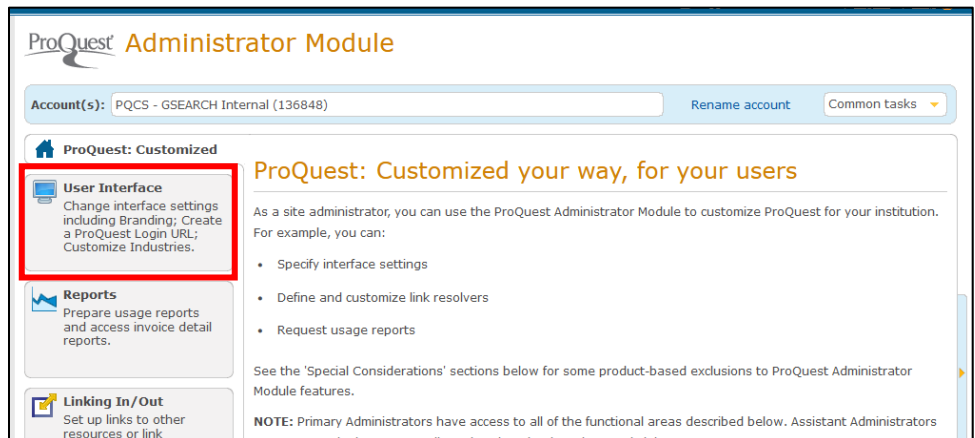 ProQuest Administrator Module
Account(s): PQCS - GSEARCH Internal (136848) Rename account Common tasks
ProQuest: Customized
User Interface
Change interface settings
including Branding; Create
a ProQuest Login URL;
Customize Industries.
Reports
Prepare usage reports
and access invoice detail
reports.
Linking In/Out
Set up links to other
resources or link
ProQuest: Customized your way, for your users
As a site administrator, you can use the ProQuest Administrator Module to customize ProQuest for your institution.
For example, you can:
• Specify interface settings
• Define and customize link resolvers
• Request usage reports
See the 'Special Considerations' sections below for some product-based exclusions to ProQuest Administrator
Module features.
NOTE: Primary Administrators have access to all of the functional areas described below. Assistant Administrators